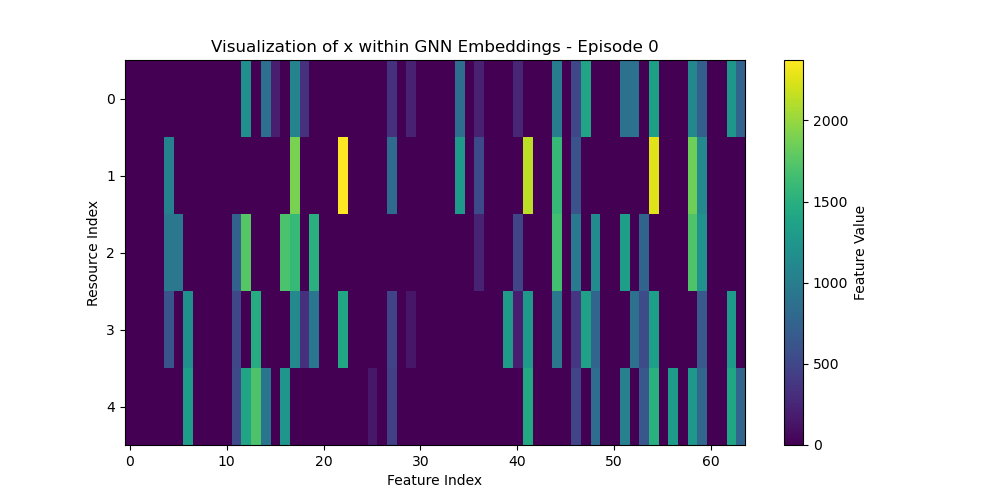 Visualization of x within GNN Embeddings - Episode 0
Resource Index
0
1
2
3
4
0 10 20 30 40 50 60
Feature Index
2000
1500
1000
500
0
Feature Value